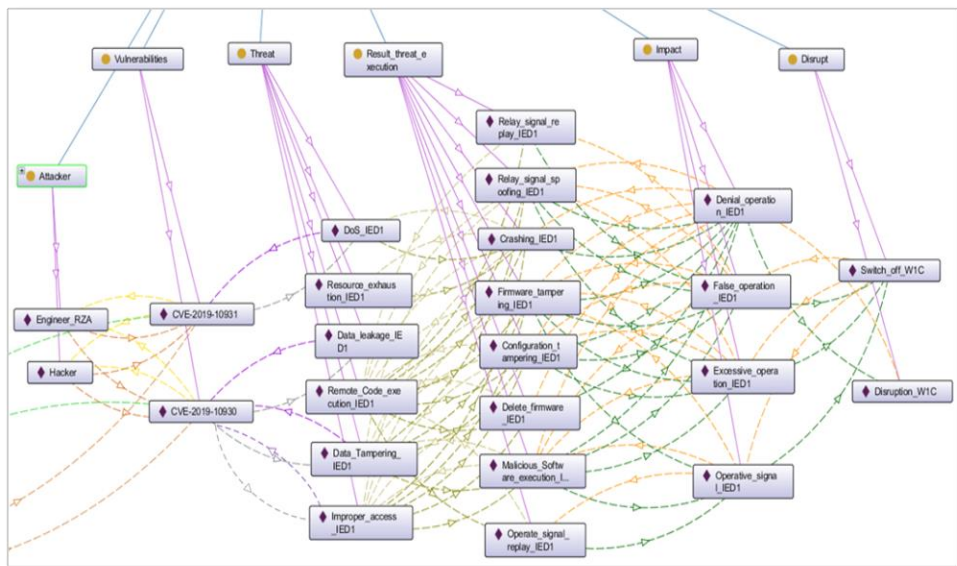 Vulnerabilities
Threat
Result_threat_e
xecution
Impact
Disrupt
Attacker
Engineer_RZA
Hacker
CVE-2019-10931
CVE-2019-10930
DoS_IED1
Resource_exhaus
tion_IED1
Data_leakage_IE
D1
Remote_Code_exe
cution_IED1
Data_Tampering_
IED1
Improper_access
_IED1
Relay_signal_re
play_IED1
Relay_signal_sp
oofing_IED1
Crashing_IED1
Firmware_tamper
ing_IED1
Configuration_t
ampering_IED1
Delete_firmware
_IED1
Malicious_Softw
are_execution_I...
Operate_signal_
replay_IED1
Denial_operatio
n_IED1
False_operation
_IED1
Excessive_opera
tion_IED1
Operative_signa
l_IED1
Switch_off_W1C
Disruption_W1C